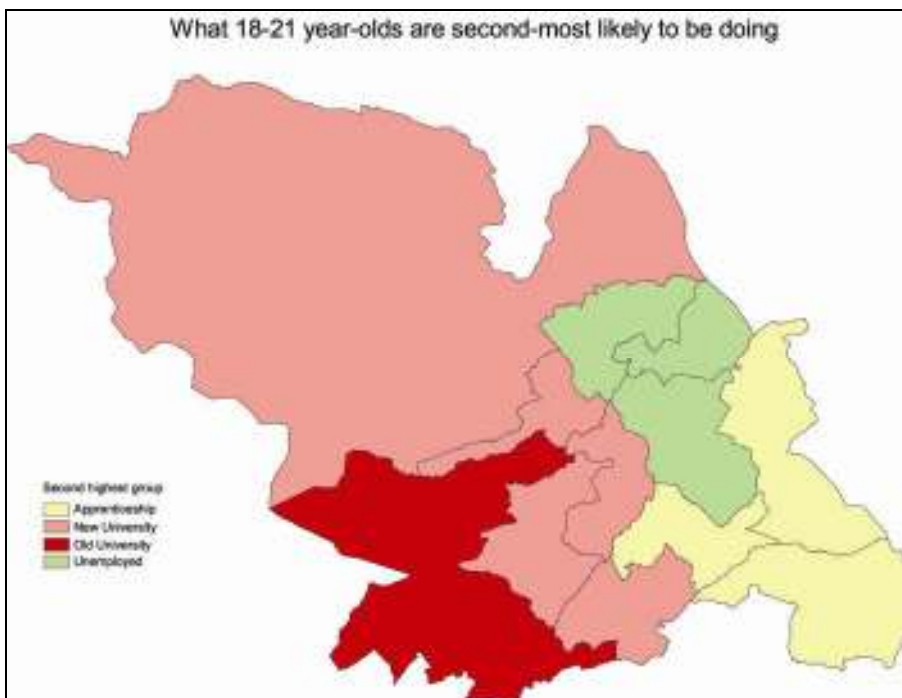 What 18-21 year-olds are second-most likely to be doing
Second highest group
Apprenticeship
New University
Old University
Unemployed